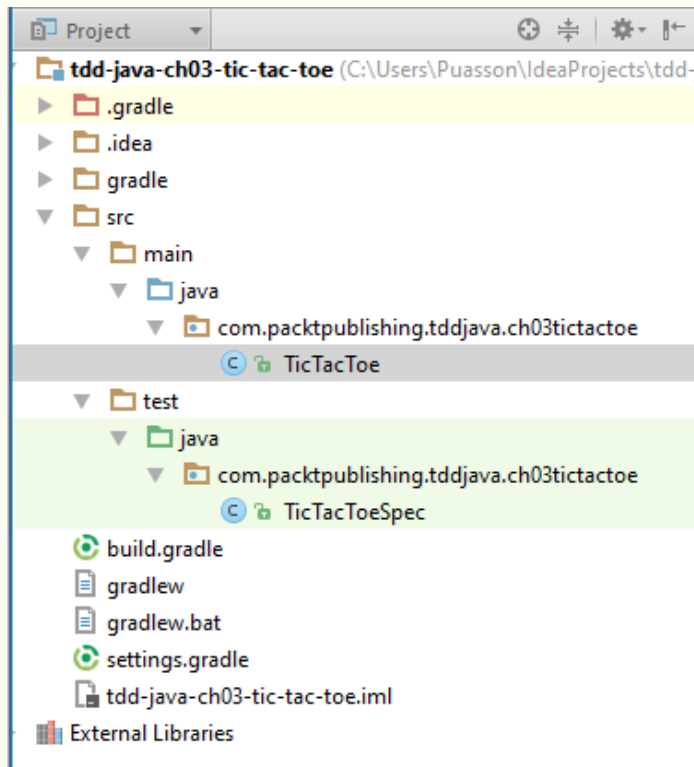 Project
tdd-java-ch03-tic-tac-toe (C:\Users\Puasson\IdeaProjects\tdd-
.gradle
.idea
gradle
src
main
java
com.packtpublishing.tddjava.ch03tictactoe
C TicTacToe
test
java
com.packtpublishing.tddjava.ch03tictactoe
C TicTacToeSpec
build.gradle
gradlew
gradlew.bat
settings.gradle
tdd-java-ch03-tic-tac-toe.iml
External Libraries